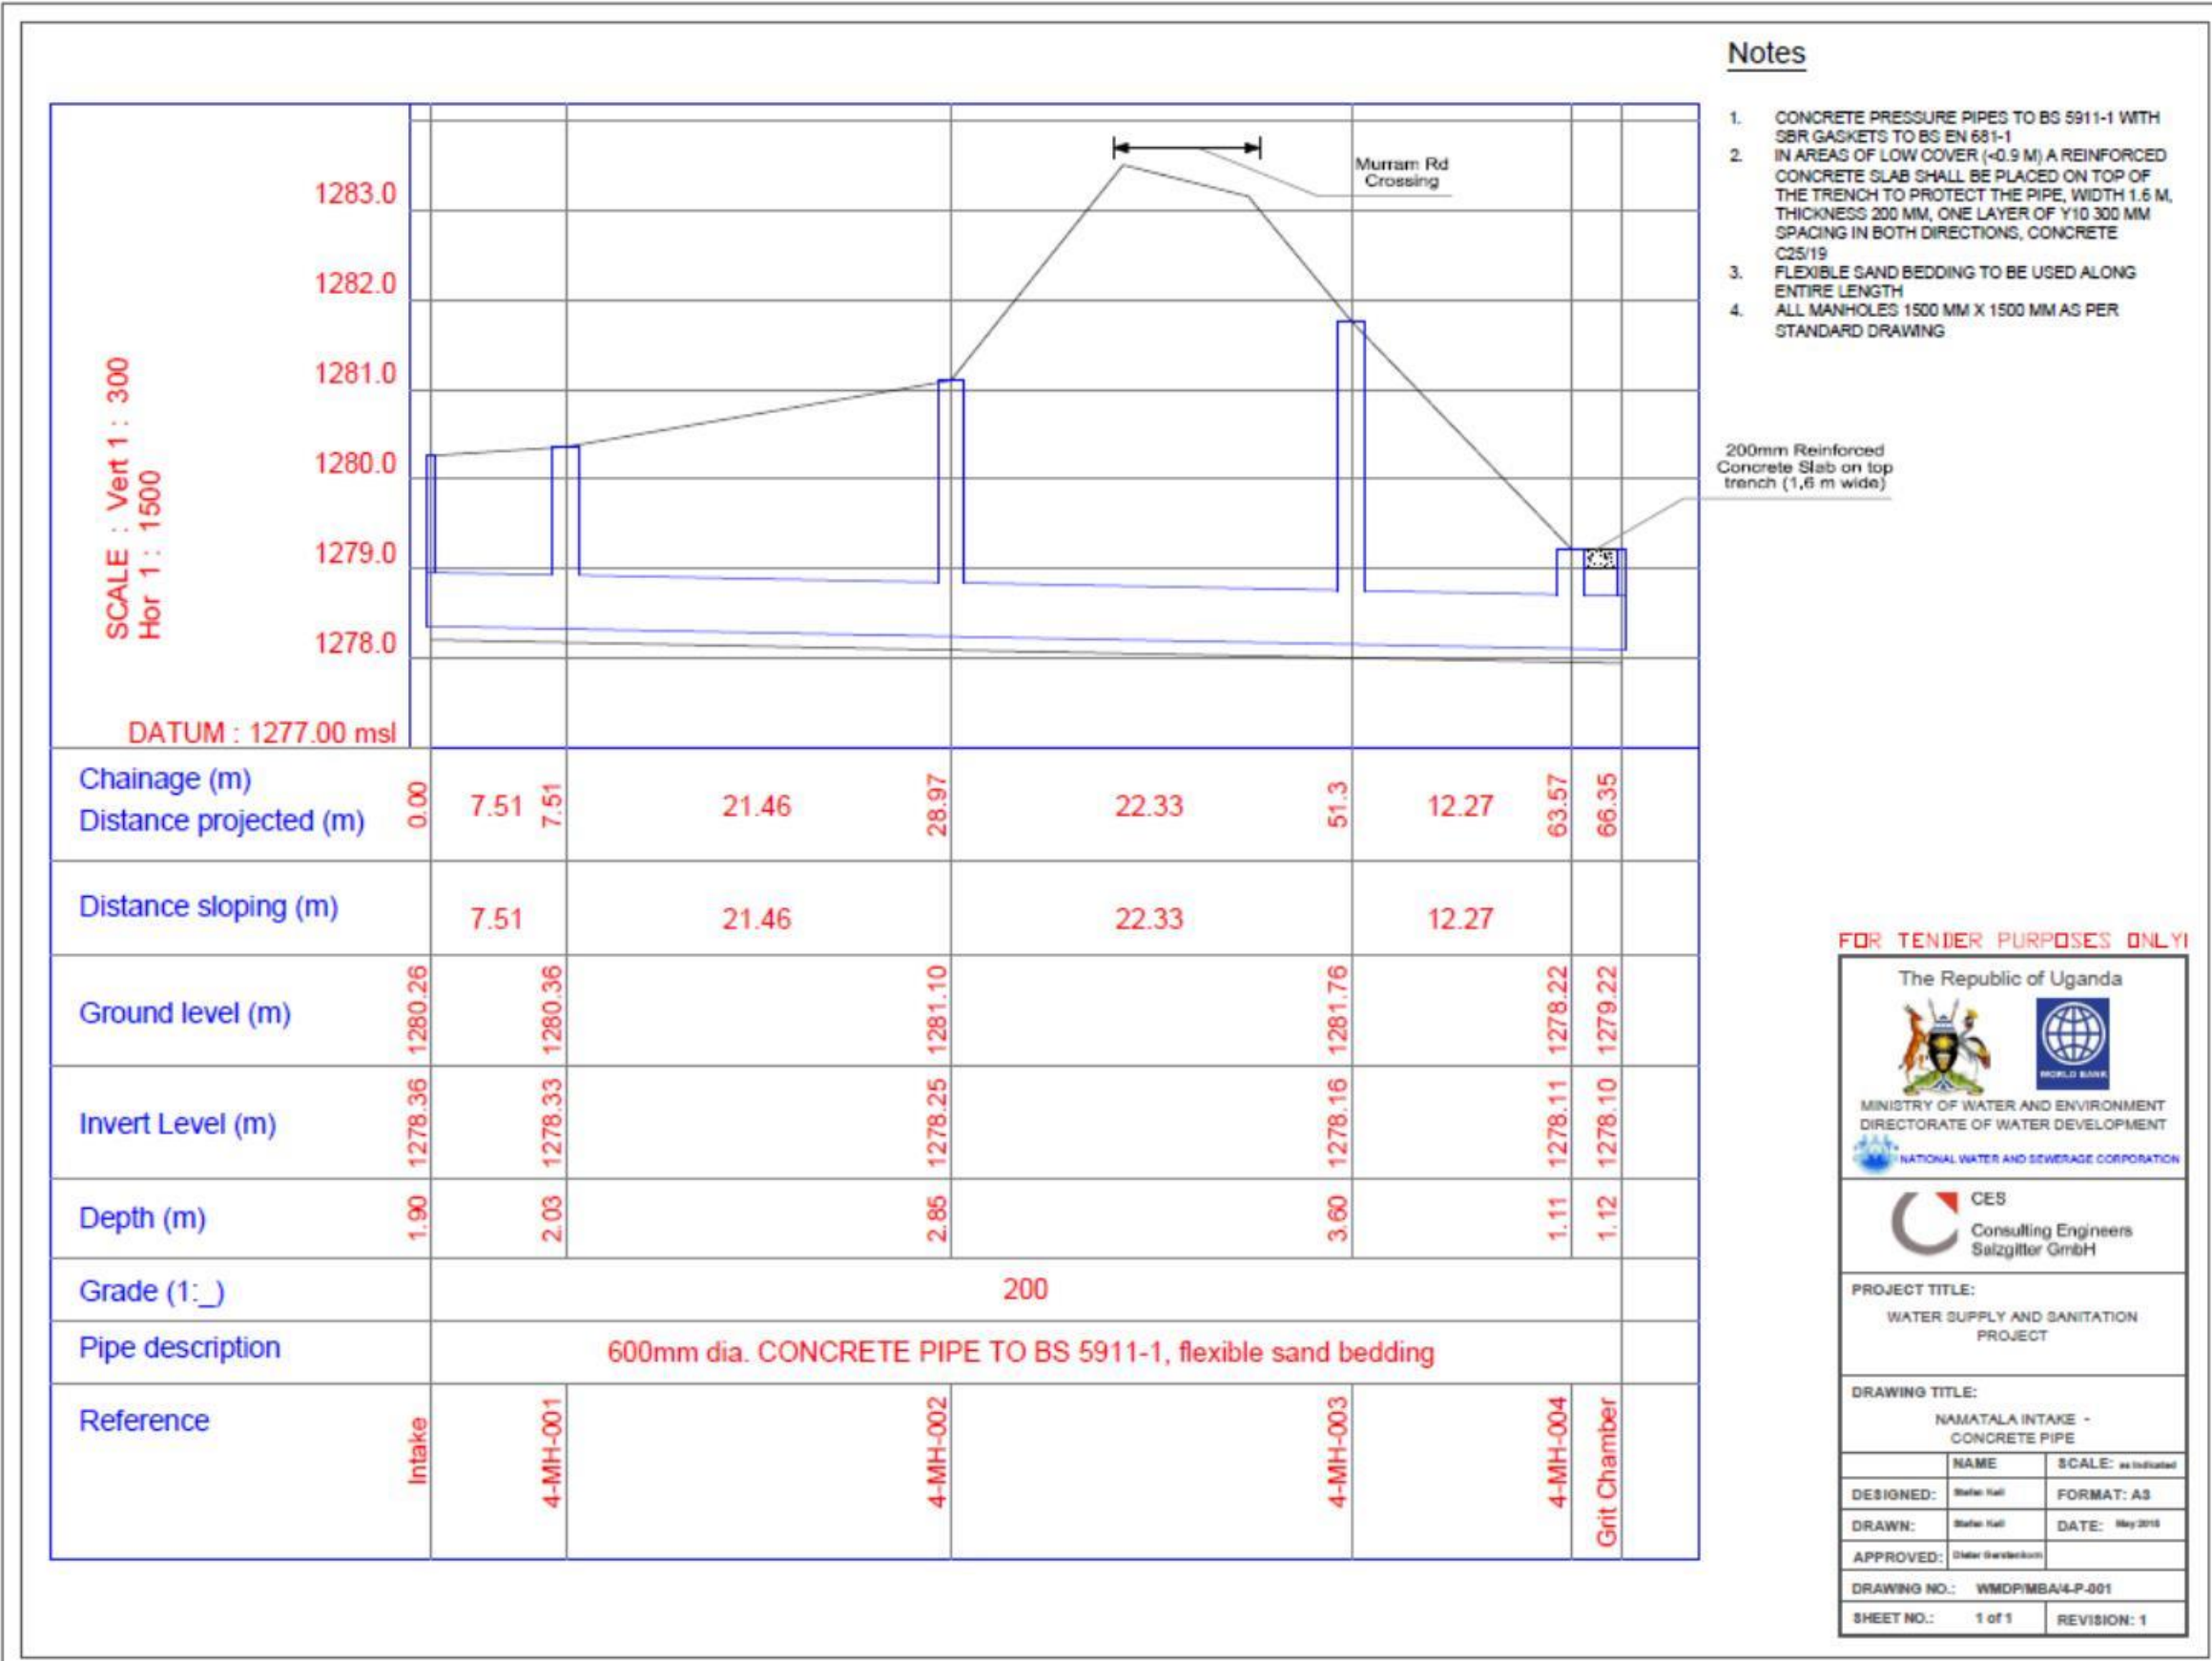 Notes
1. CONCRETE PRESSURE PIPES TO BS 5911-1 WITH
SBR GASKETS TO BS EN 681-1
2. IN AREAS OF LOW COVER (<0.9 M) A REINFORCED
CONCRETE SLAB SHALL BE PLACED ON TOP OF
THE TRENCH TO PROTECT THE PIPE, WIDTH 1.6 M,
THICKNESS 200 MM, ONE LAYER OF Y10 300 MM
SPACING IN BOTH DIRECTIONS, CONCRETE
C25/19
3. FLEXIBLE SAND BEDDING TO BE USED ALONG
ENTIRE LENGTH
4. ALL MANHOLES 1500 MM X 1500 MM AS PER
STANDARD DRAWING
Murram Rd
Crossing
200mm Reinforced
Concrete Slab on top
trench (1,6 m wide)
SCALE : Vert 1 : 300
Hor 1 : 1500
1283.0
1282.0
1281.0
1280.0
1279.0
1278.0
DATUM : 1277.00 msl
Chainage (m)
Distance projected (m)
0.00 7.51 7.51 21.46 28.97 22.33 51.3 12.27 63.57 66.35
Distance sloping (m) 7.51 21.46 22.33 12.27
Ground level (m) 1280.26 1280.36 1281.10 1281.76 1278.22 1279.22
Invert Level (m) 1278.36 1278.33 1278.25 1278.16 1278.11 1278.10
Depth (m) 1.90 2.03 2.85 3.60 1.11 1.12
Grade (1:_) 200
Pipe description 600mm dia. CONCRETE PIPE TO BS 5911-1, flexible sand bedding
Reference Intake 4-MH-001 4-MH-002 4-MH-003 4-MH-004 Grit Chamber
FOR TENDER PURPOSES ONLY!
The Republic of Uganda
WORLD BANK
MINISTRY OF WATER AND ENVIRONMENT
DIRECTORATE OF WATER DEVELOPMENT
NATIONAL WATER AND SEWERAGE CORPORATION
CES
Consulting Engineers
Salzgitter GmbH
PROJECT TITLE:
WATER SUPPLY AND SANITATION
PROJECT
DRAWING TITLE:
NAMATALA INTAKE -
CONCRETE PIPE
NAME SCALE: as indicated
DESIGNED: Stefan Kall FORMAT: A3
DRAWN: Stefan Kall DATE: May 2015
APPROVED: Dieter
DRAWING NO.: WMDP/MBA/4-P-001
SHEET NO.: 1 of 1 REVISION: 1